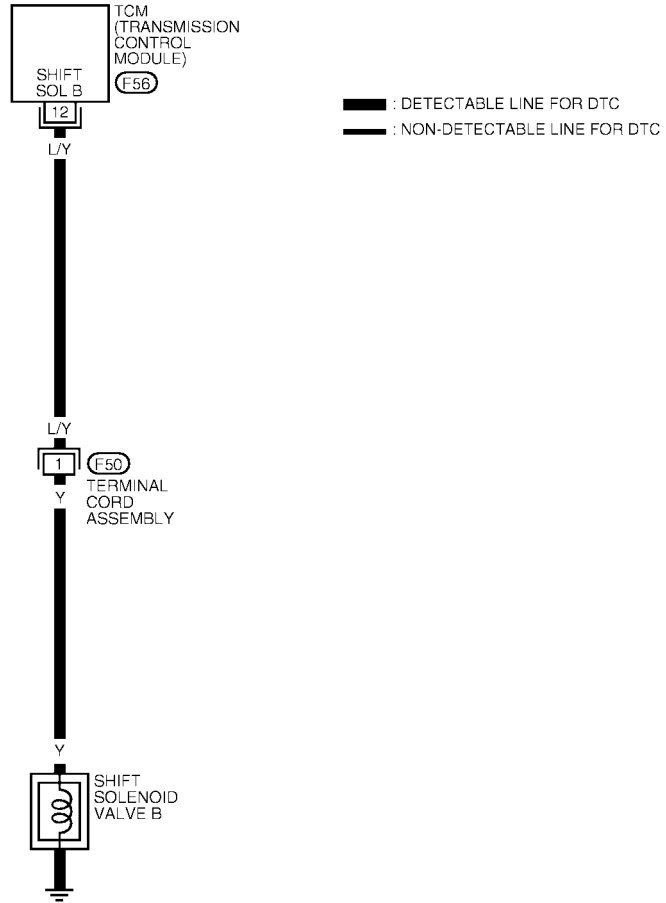 TCM
(TRANSMISSION
CONTROL
MODULE)
F56
SHIFT
SOL B
12
L/Y
: DETECTABLE LINE FOR DTC
: NON-DETECTABLE LINE FOR DTC
L/Y
1
F50
TERMINAL
CORD
ASSEMBLY
Y
Y
SHIFT
SOLENOID
VALVE B